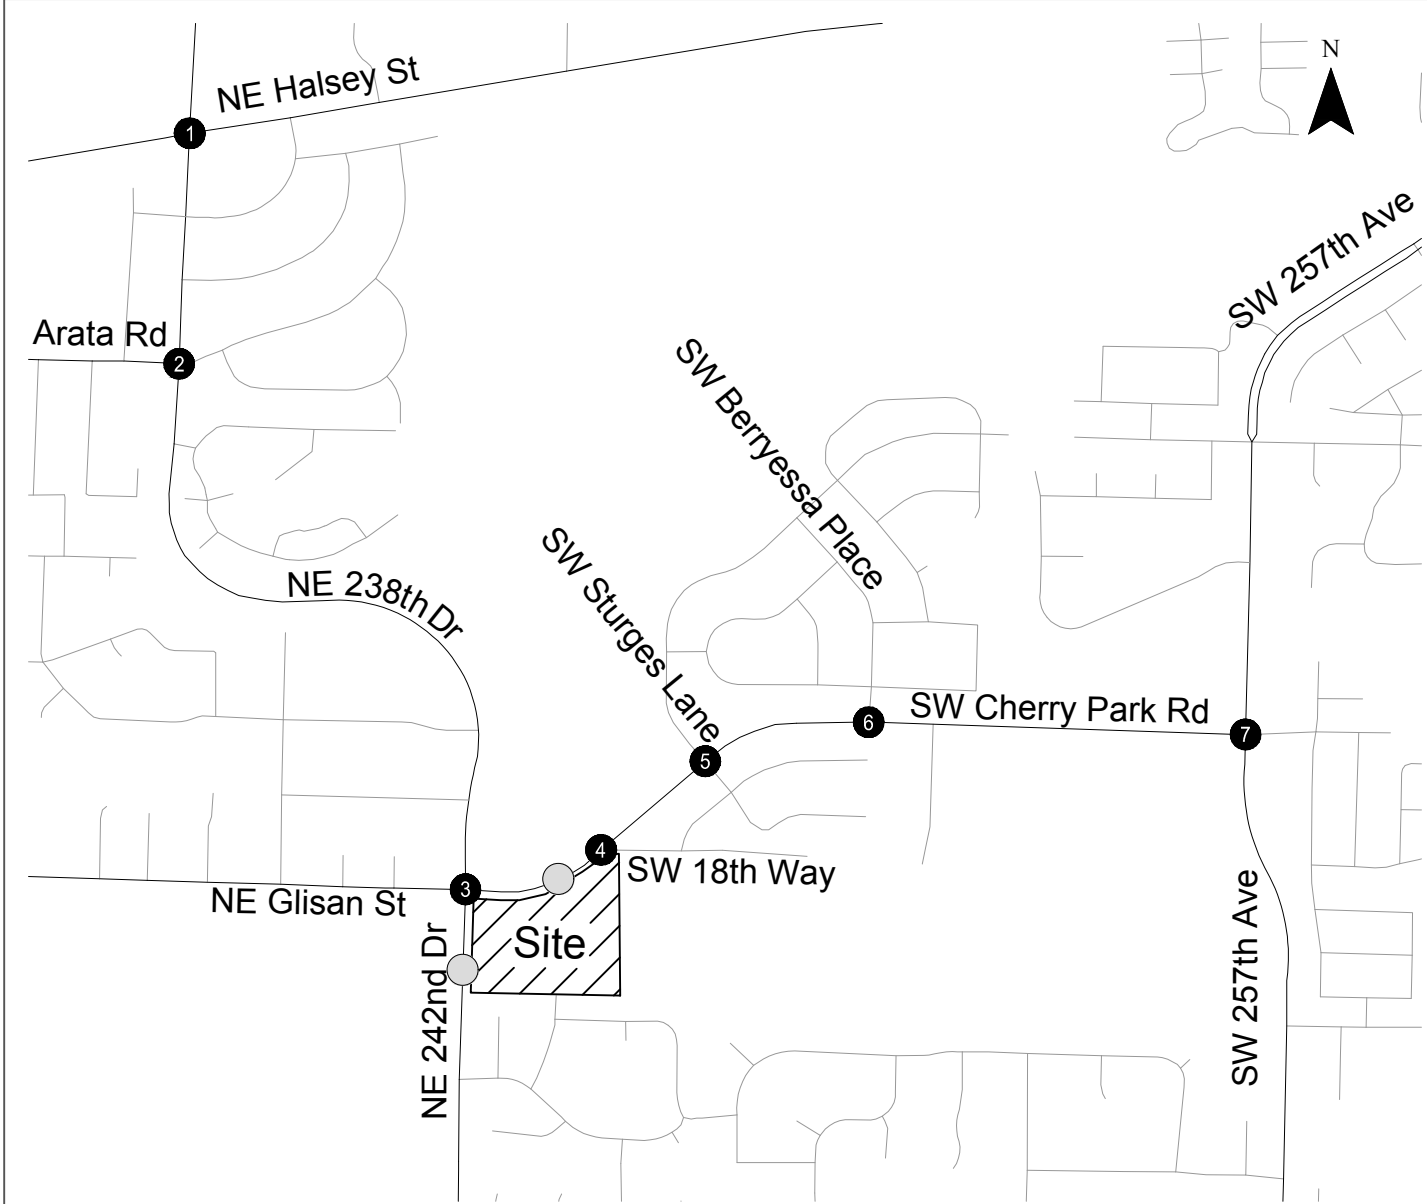 N
NE Halsey St
1
SW 257th Ave
Arata Rd
2
SW Berryessa Place
SW Sturges Lane
NE 238th Dr
SW Cherry Park Rd
6
7
5
4
SW 18th Way
3
NE Glisan St
Site
NE 242nd Dr
SW 257th Ave